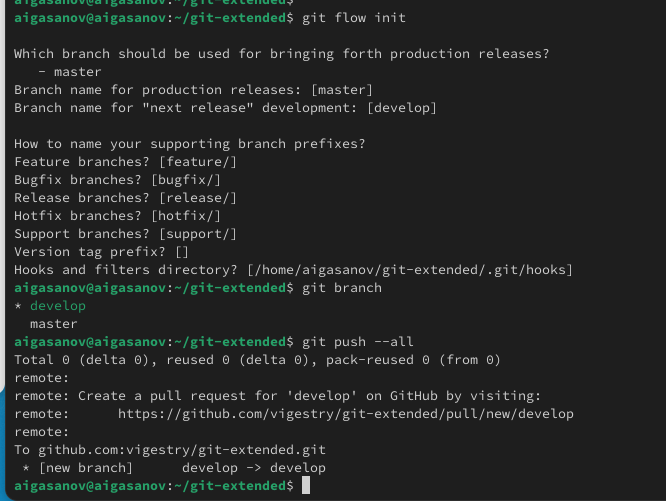 aigasanov@aigasanov:~/git-extended$
aigasanov@aigasanov:~/git-extended$ git flow init
Which branch should be used for bringing forth production releases?
   - master
Branch name for production releases: [master]
Branch name for "next release" development: [develop]
How to name your supporting branch prefixes?
Feature branches? [feature/]
Bugfix branches? [bugfix/]
Release branches? [release/]
Hotfix branches? [hotfix/]
Support branches? [support/]
Version tag prefix? []
Hooks and filters directory? [/home/aigasanov/git-extended/.git/hooks]
aigasanov@aigasanov:~/git-extended$ git branch
* develop
  master
aigasanov@aigasanov:~/git-extended$ git push --all
Total 0 (delta 0), reused 0 (delta 0), pack-reused 0 (from 0)
remote:
remote: Create a pull request for 'develop' on GitHub by visiting:
remote:      https://github.com/vigestry/git-extended/pull/new/develop
remote:
To github.com:vigestry/git-extended.git
 * [new branch]      develop -> develop
aigasanov@aigasanov:~/git-extended$